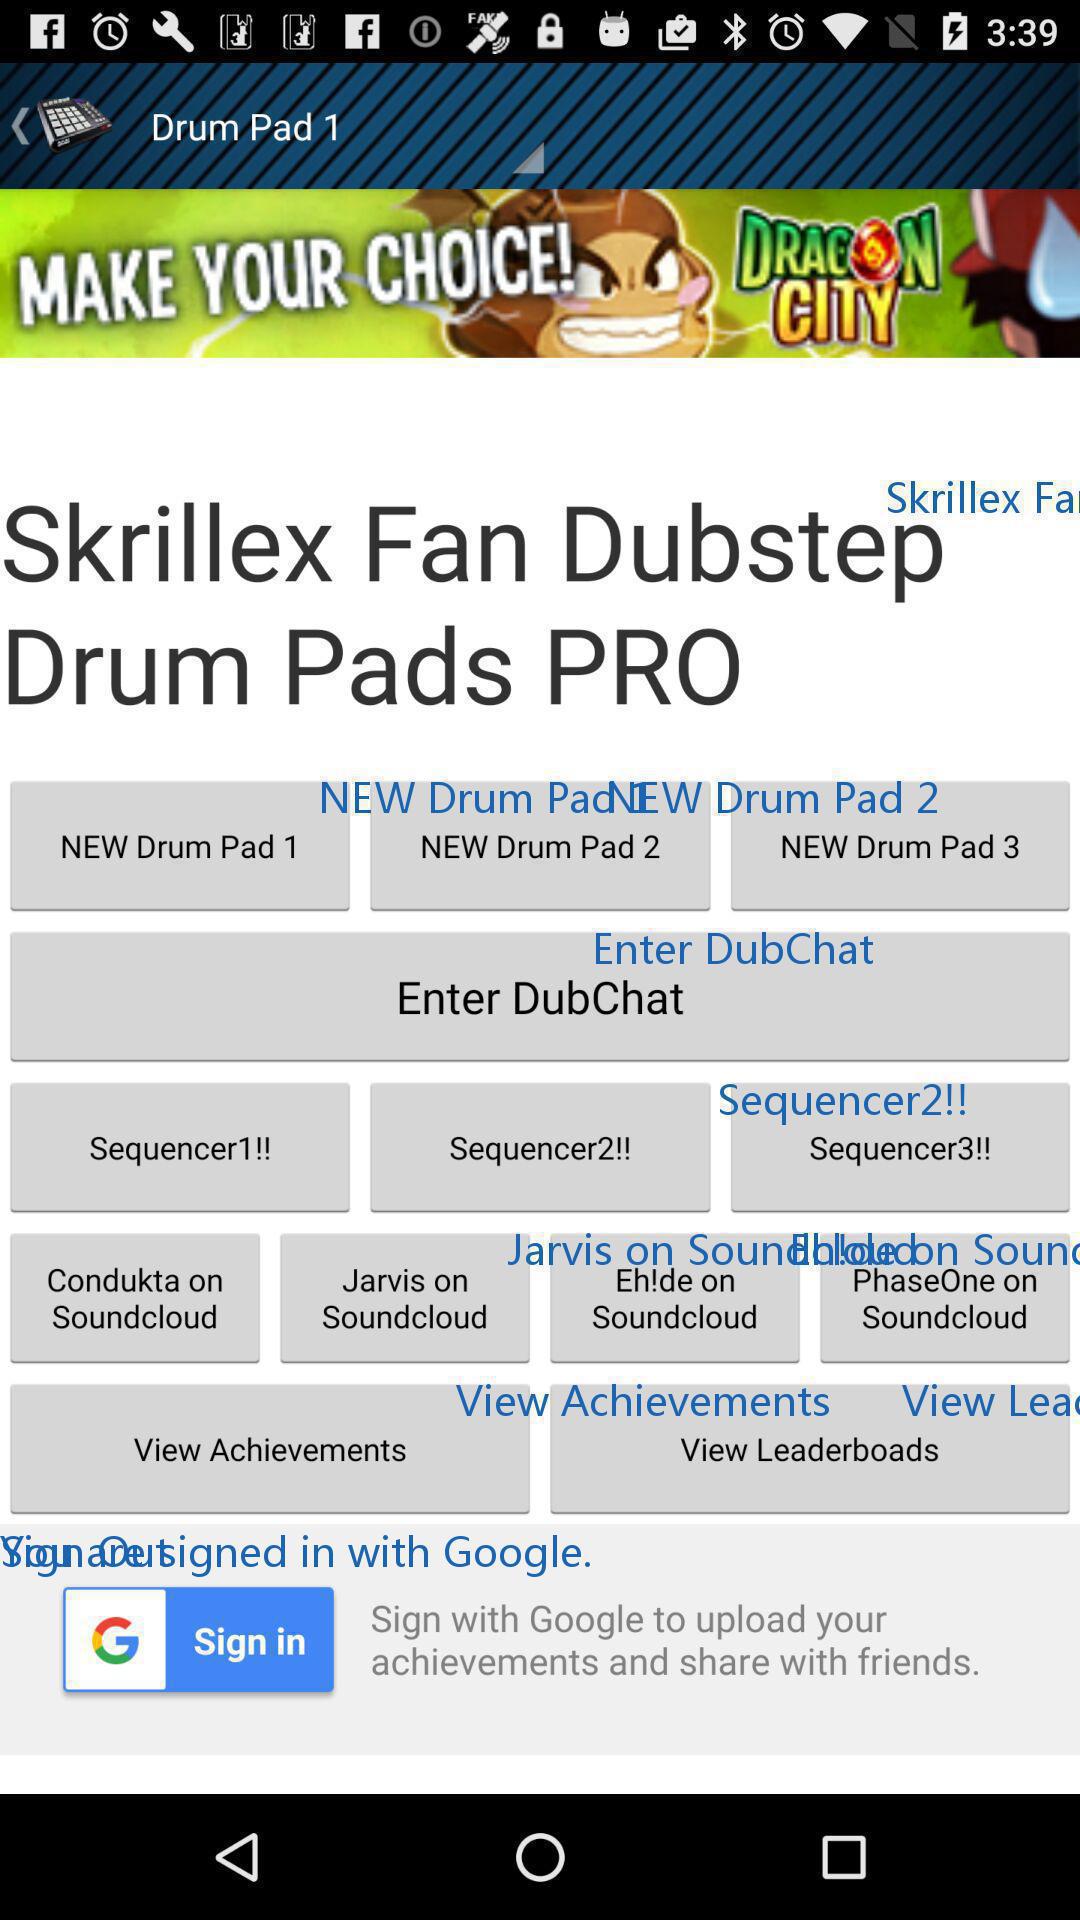 FAKE
3:39
Drum Pad 1
MAKE YOUR CHOICE!
DRAGON CITY
Skrillex Fan
Skrillex Fan Dubstep
Drum Pads PRO
NEW Drum Pad 1
NEW Drum Pad 2
NEW Drum Pad 1
NEW Drum Pad 2
NEW Drum Pad 3
Enter DubChat
Enter DubChat
Sequencer2!!
Sequencer1!!
Sequencer2!!
Sequencer3!!
Jarvis on Soundcloud
Eh!de on Soun
Condukta on
Soundcloud
Jarvis on
Soundcloud
Eh!de on
Soundcloud
PhaseOne on
Soundcloud
View Achievements
View Lea
View Achievements
View Leaderboads
You are signed in with Google.
Sign Out
Sign in
Sign with Google to upload your
achievements and share with friends.